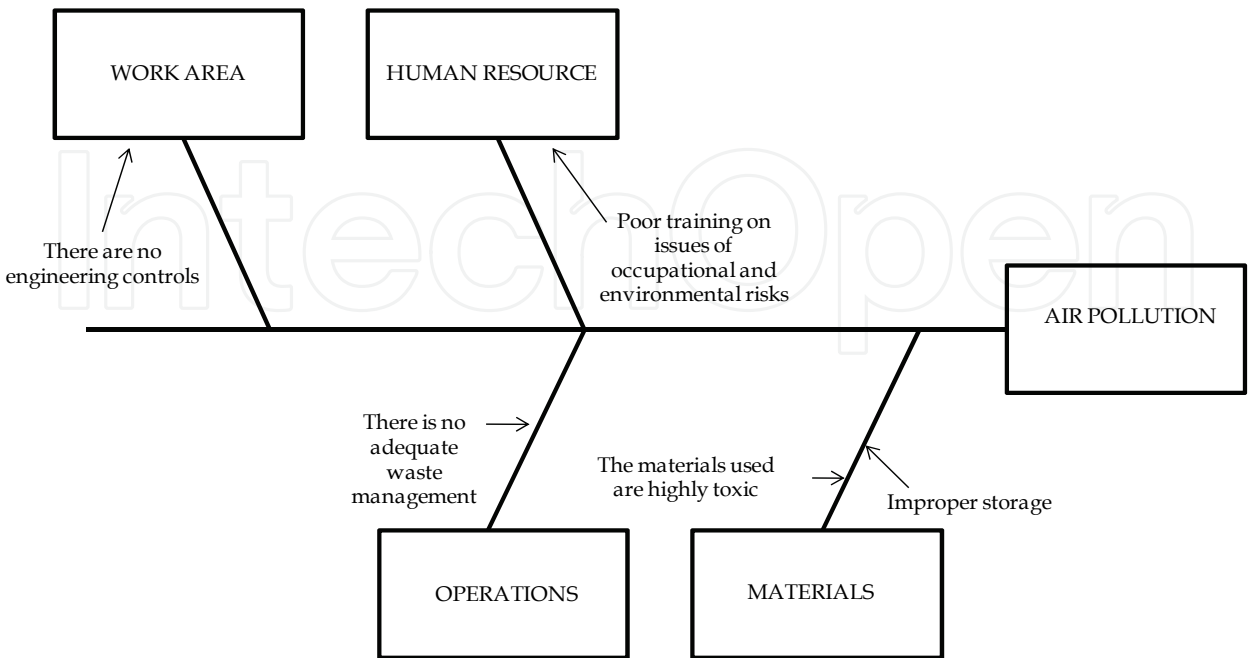 WORK AREA
HUMAN RESOURCE
There are no
engineering controls
Poor training on
issues of
occupational and
environmental risks
AIR POLLUTION
There is no
adequate
waste
management
The materials used
are highly toxic
Improper storage
OPERATIONS
MATERIALS
IntechOpen